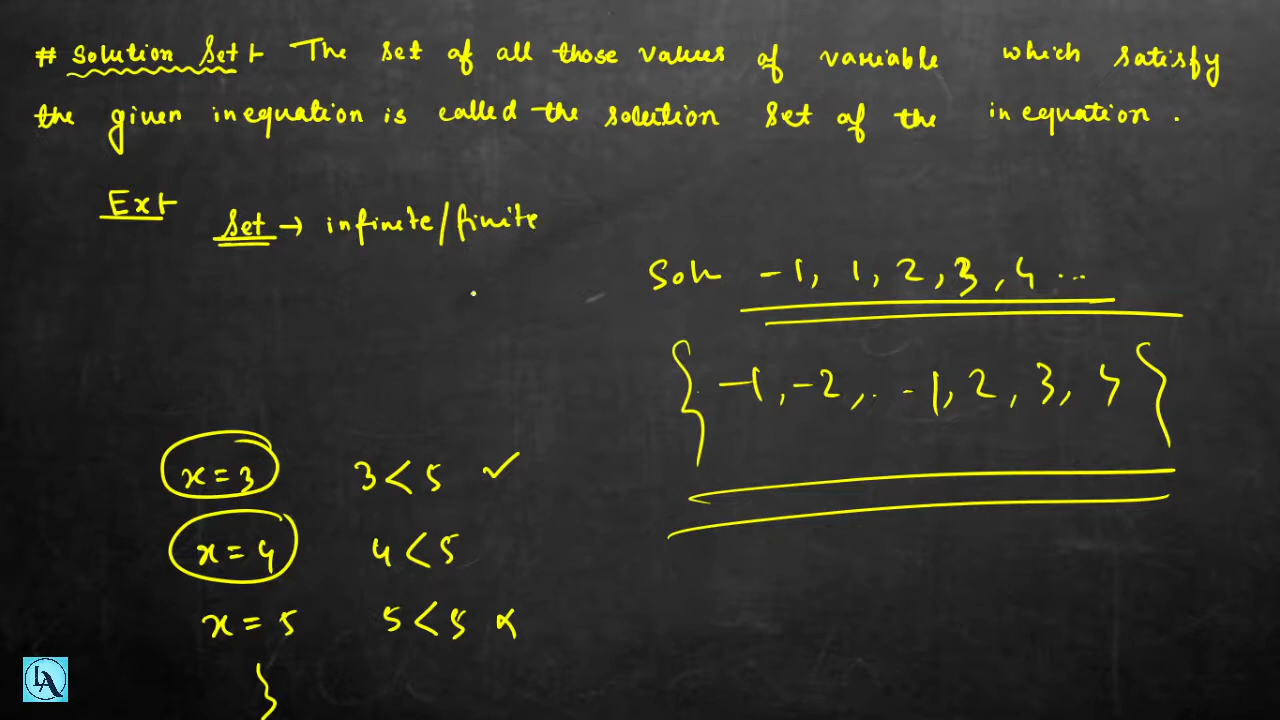 # Solution Set :- The set of all those values of variable which satisfy
the given inequation is called the solution set of the inequation.
Ex :-
Set → infinite/finite
Soln -1, 1, 2, 3, 4 ...
{-1, -2, .. -1, 2, 3, 4}
x = 3 3 < 5 ✓
x = 4 4 < 5
x = 5 5 < 5 ×
}
LA